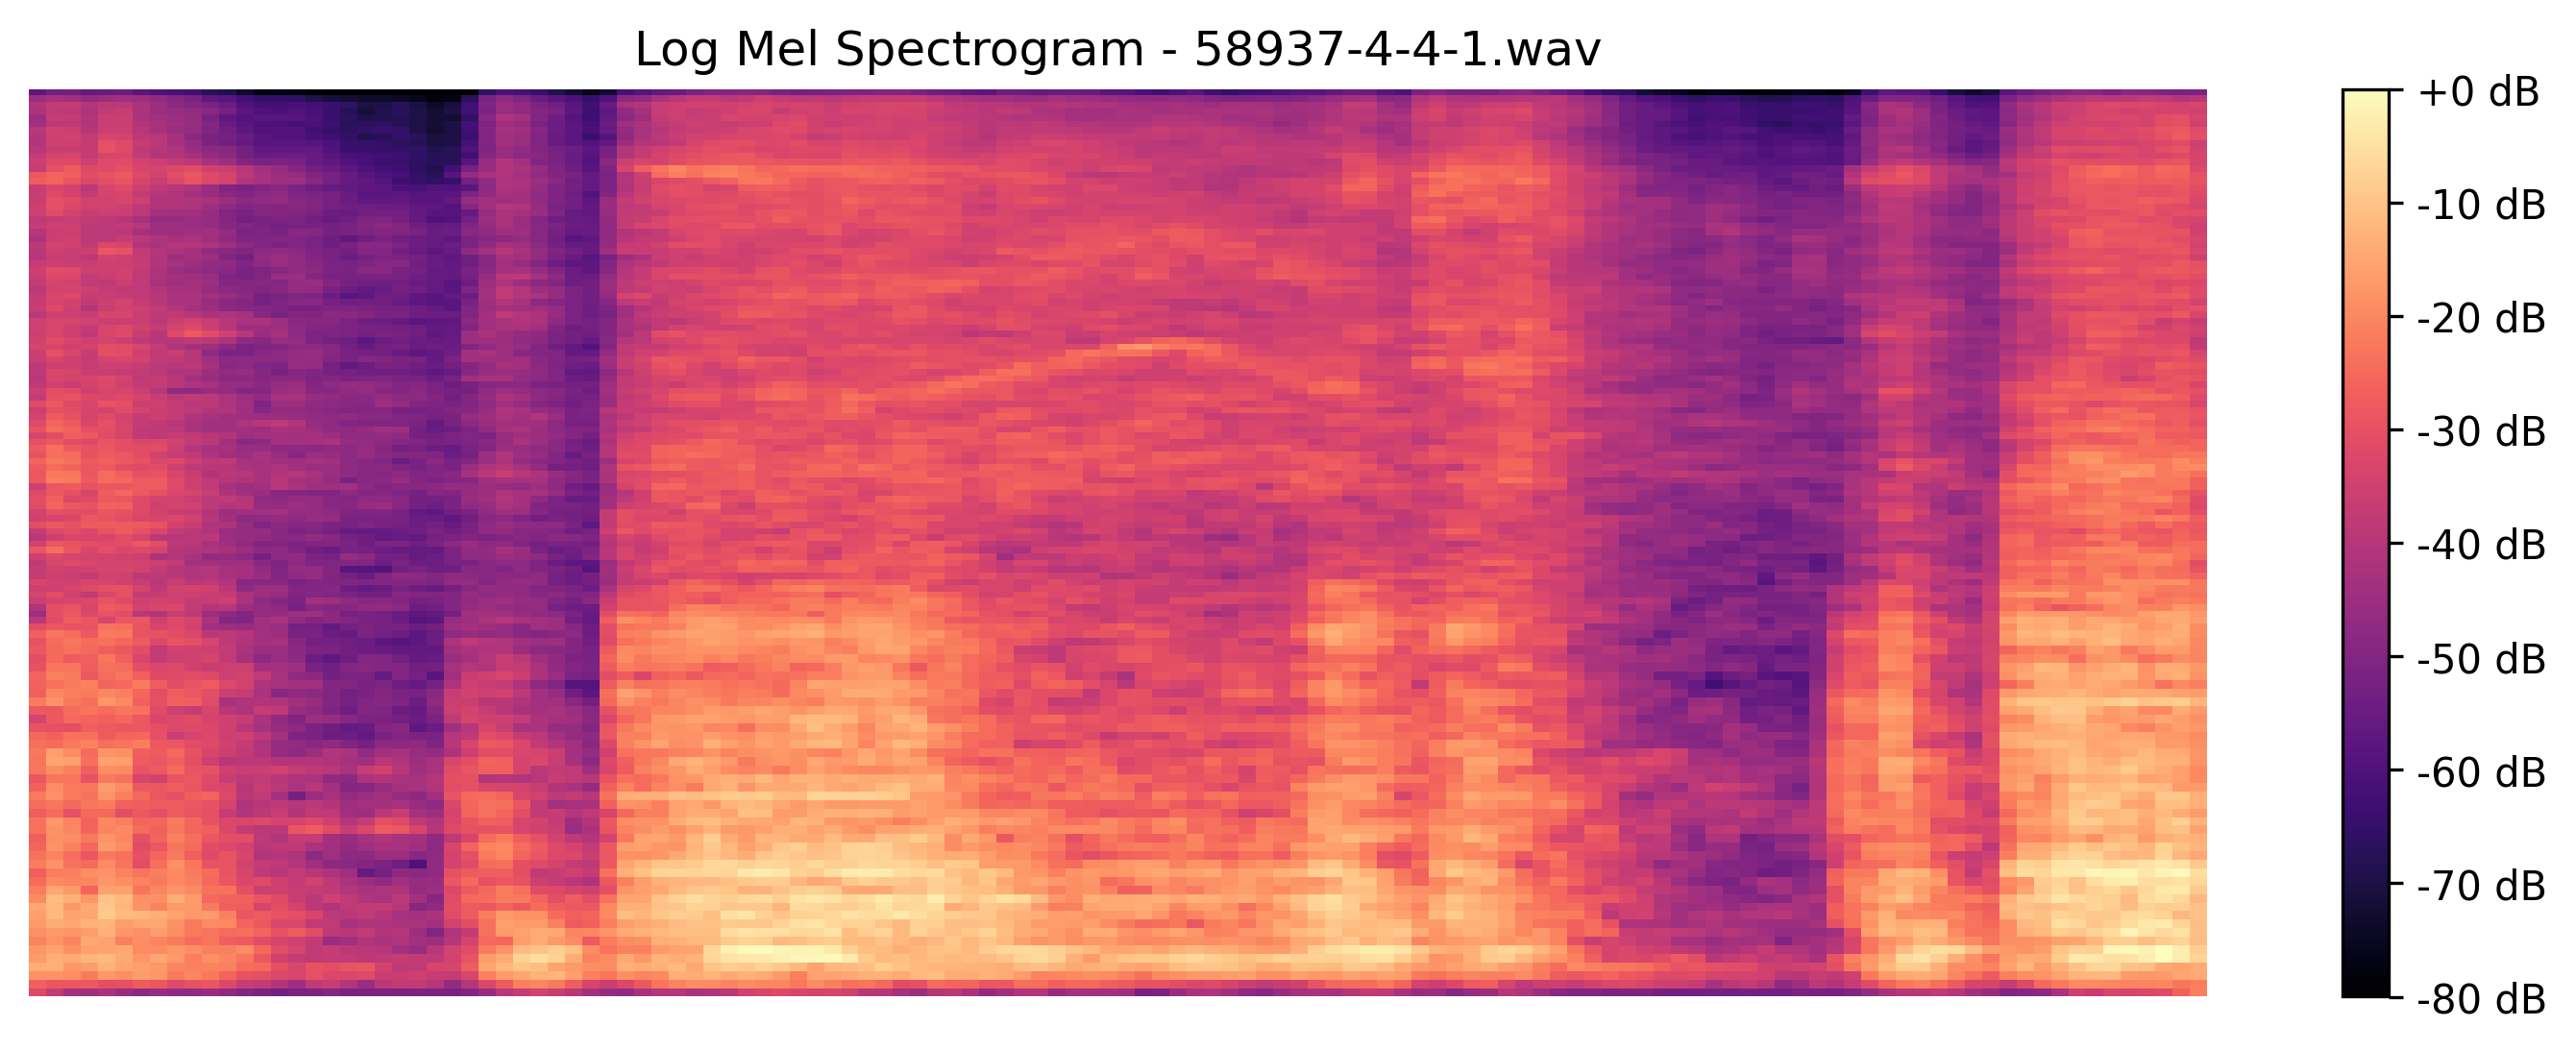 Log Mel Spectrogram - 58937-4-4-1.wav
+0 dB
-10 dB
-20 dB
-30 dB
-40 dB
-50 dB
-60 dB
-70 dB
-80 dB